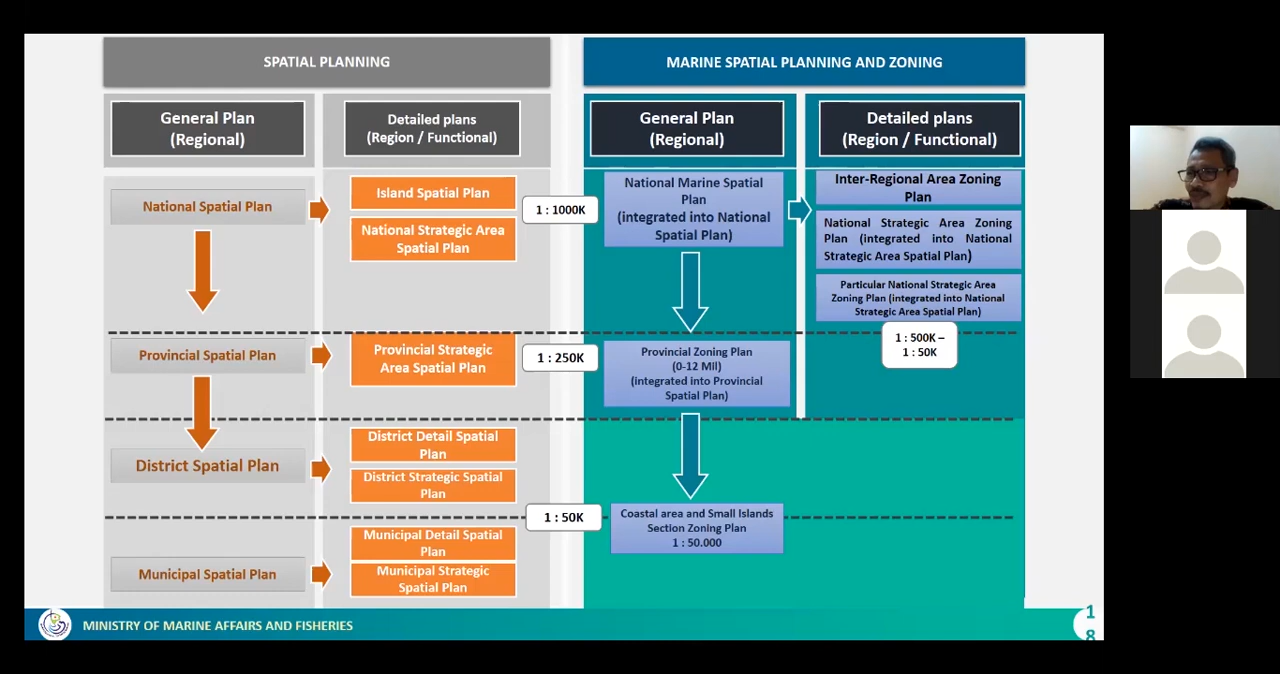 SPATIAL PLANNING
MARINE SPATIAL PLANNING AND ZONING
General Plan
(Regional)
Detailed plans
(Region / Functional)
General Plan
(Regional)
Detailed plans
(Region / Functional)
National Spatial Plan
Island Spatial Plan
National Strategic Area
Spatial Plan
1 : 1000K
National Marine Spatial
Plan
(integrated into National
Spatial Plan)
Inter-Regional Area Zoning
Plan
National Strategic Area Zoning
Plan (integrated into National
Strategic Area Spatial Plan)
Particular National Strategic Area
Zoning Plan (integrated into National
Strategic Area Spatial Plan)
1 : 500K –
1 : 50K
Provincial Spatial Plan
Provincial Strategic
Area Spatial Plan
1 : 250K
Provincial Zoning Plan
(0-12 Mil)
(integrated into Provincial
Spatial Plan)
District Spatial Plan
District Detail Spatial
Plan
District Strategic Spatial
Plan
1 : 50K
Coastal area and Small Islands
Section Zoning Plan
1 : 50.000
Municipal Spatial Plan
Municipal Detail Spatial
Plan
Municipal Strategic
Spatial Plan
MINISTRY OF MARINE AFFAIRS AND FISHERIES
1
8